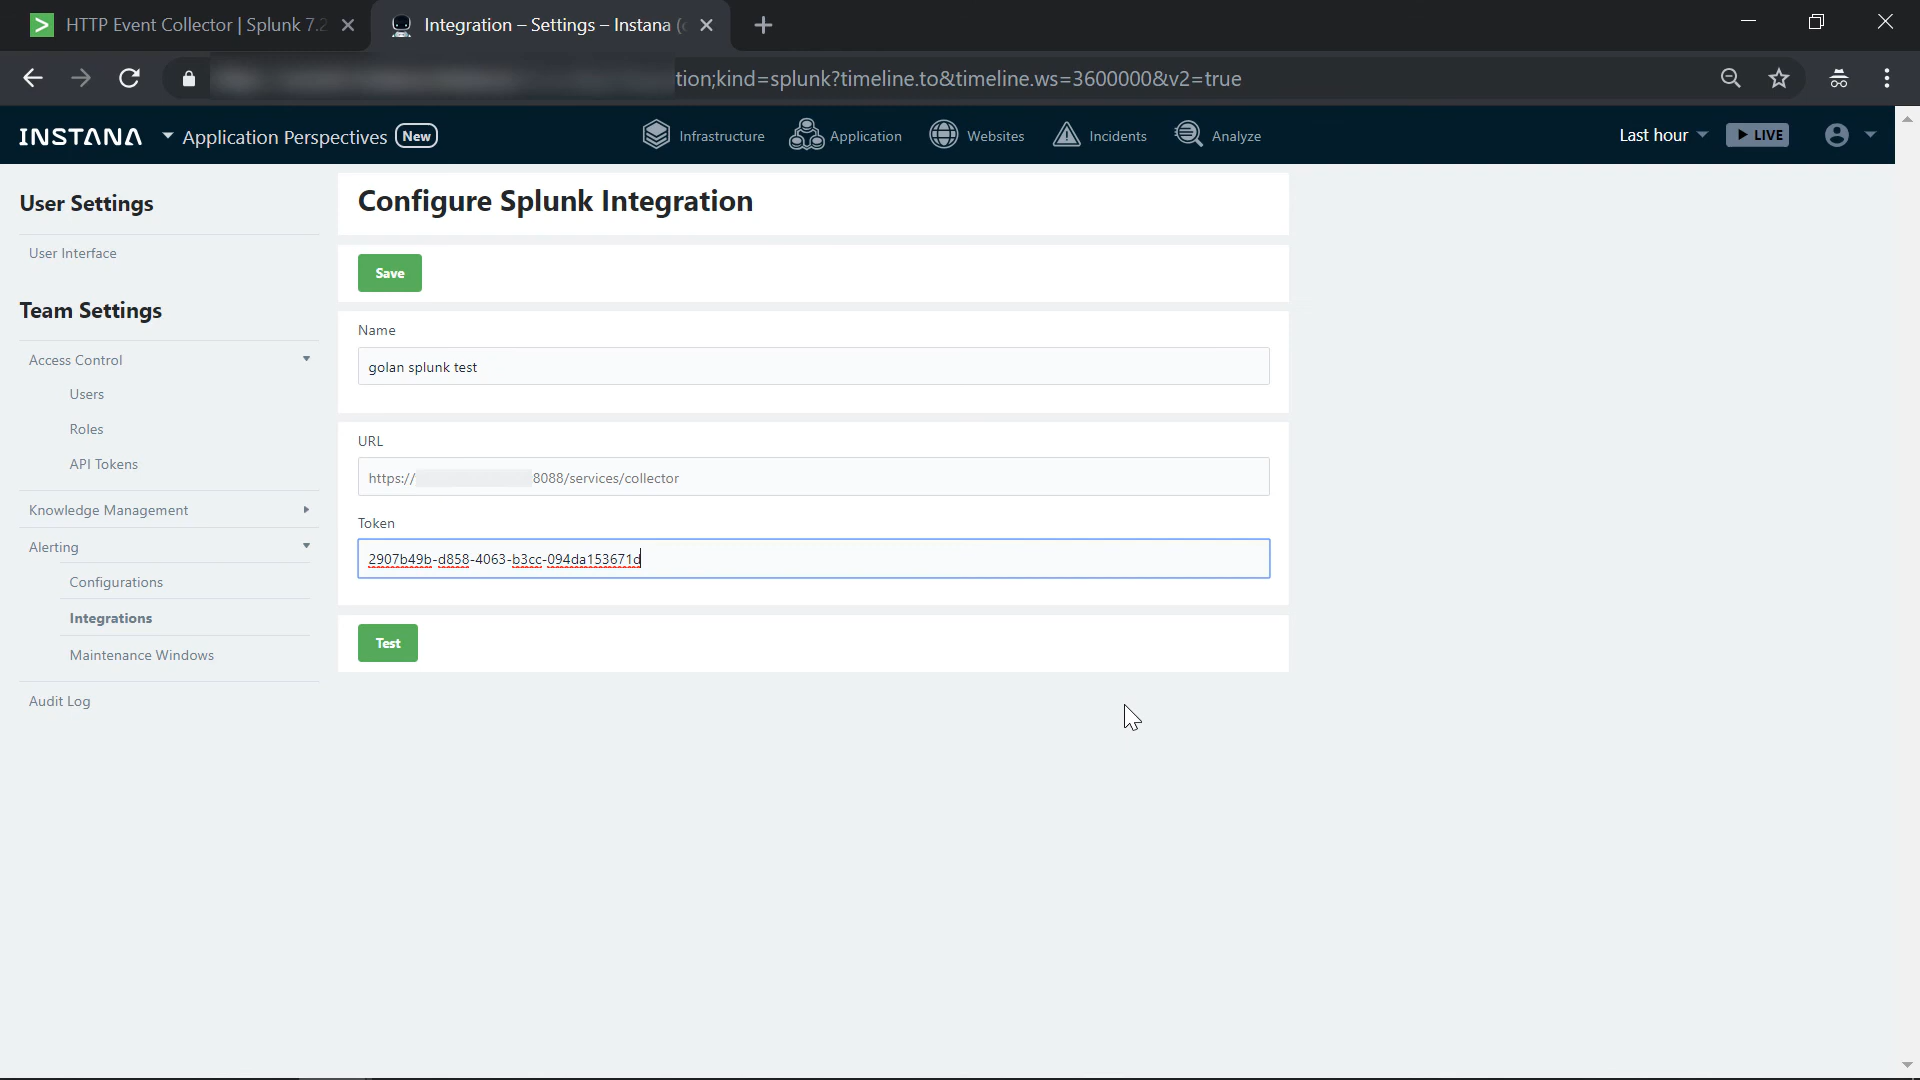 HTTP Event Collector | Splunk 7.2
Integration – Settings – Instana (
tion;kind=splunk?timeline.to&timeline.ws=3600000&v2=true
INSTANA
Application Perspectives New
Infrastructure
Application
Websites
Incidents
Analyze
Last hour
LIVE
User Settings
User Interface
Team Settings
Access Control
Users
Roles
API Tokens
Knowledge Management
Alerting
Configurations
Integrations
Maintenance Windows
Audit Log
Configure Splunk Integration
Save
Name
golan splunk test
URL
https:// 8088/services/collector
Token
2907b49b-d858-4063-b3cc-094da153671d
Test